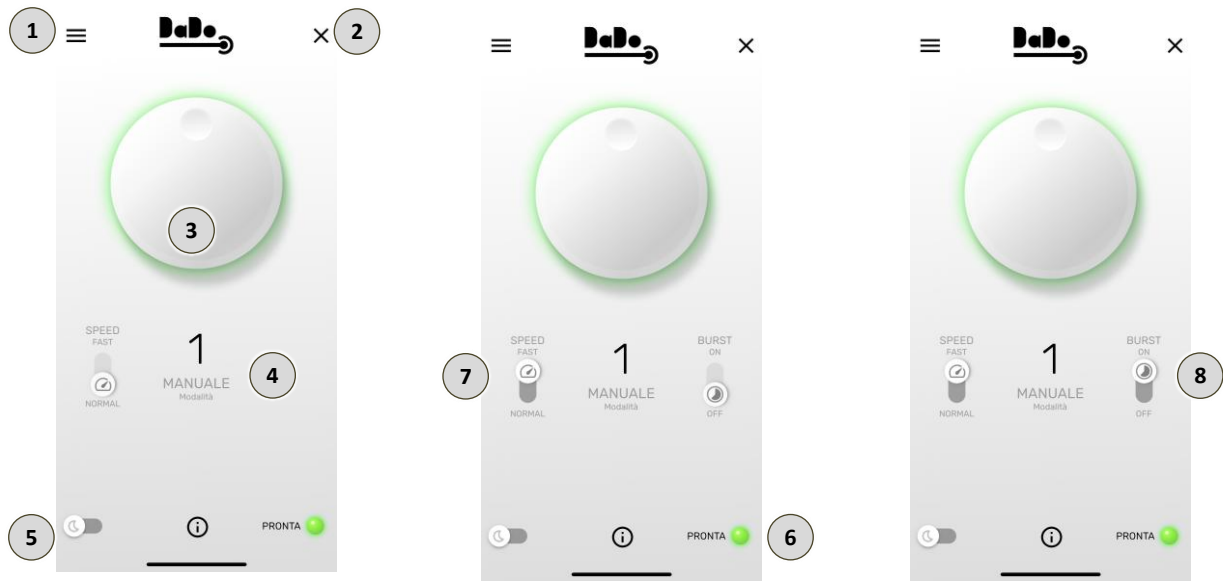 1
DaDo
2
DaDo
DaDo
3
SPEED
FAST
NORMAL
1
MANUALE
Modalità
4
7
SPEED
FAST
NORMAL
1
MANUALE
Modalità
BURST
ON
OFF
SPEED
FAST
NORMAL
1
MANUALE
Modalità
BURST
ON
OFF
8
5
PRONTA
PRONTA
6
PRONTA